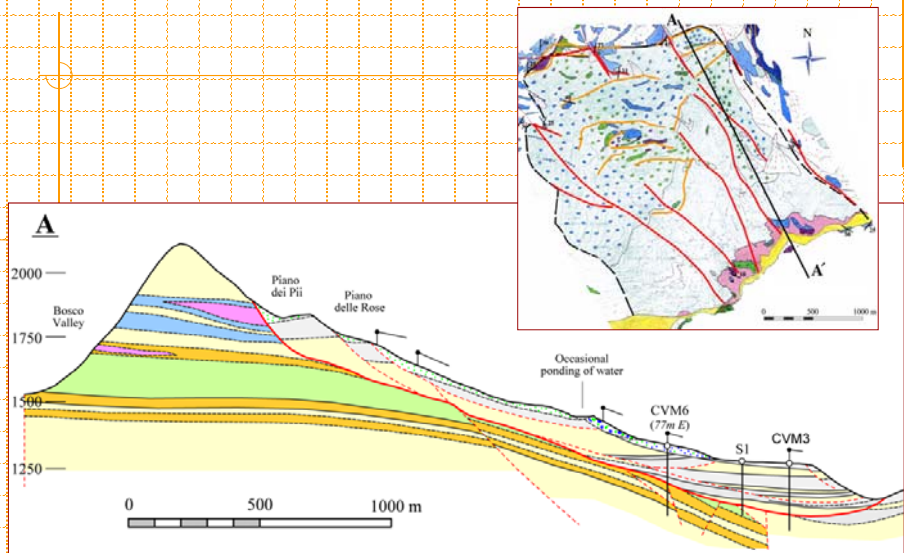 A
N
A'
0
500
1000 m
A
2000
1750
1500
1250
Bosco
Valley
Piano
dei Pii
Piano
delle Rose
Occasional
ponding of water
CVM6
(77m E)
S1
CVM3
0
500
1000 m